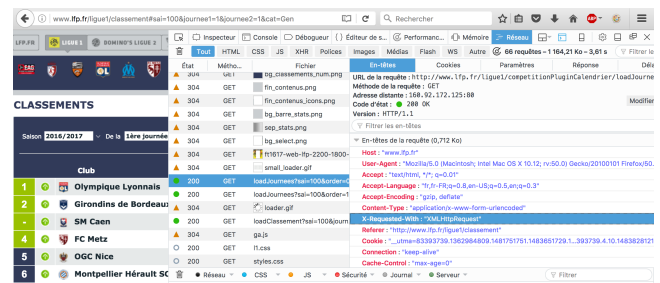 www.lfp.fr/ligue1/classement#sai=100&journee1=1&journee2=1&cat=Gen
Rechercher
ABP
LFP.FR LIGUE 1 DOMINO'S LIGUE 2
Inspecteur Console Débogueur Éditeur de s... Performanc... Mémoire Réseau
Tout HTML CSS JS XHR Polices Images Médias Flash WS Autre 66 requêtes – 1 164,21 Ko – 3,61 s Filtrer le
CLASSEMENTS
Saison 2016/2017 De la 1ère journée
Club
1 Olympique Lyonnais
2 Girondins de Bordeaux
- SM Caen
4 FC Metz
5 OGC Nice
6 Montpellier Hérault SC
État Métho... Fichier
304 GET bg_classements_num.png
304 GET fin_contenus.png
304 GET fin_contenus_icons.png
304 GET bg_barre_stats.png
304 GET sep_stats.png
304 GET bg_select.png
304 GET ft1617-web-lfp-2200-1800-
304 GET small_loader.gif
200 GET loadJournees?sai=100&order=
200 GET loadJournees?sai=100&order=1
304 GET loader.gif
200 GET loadClassement?sai=100&journ
304 GET ga.js
200 GET l1.css
200 GET styles.css
En-têtes Cookies Paramètres Réponse Déla
URL de la requête : http://www.lfp.fr/ligue1/competitionPluginCalendrier/loadJourne
Méthode de la requête : GET
Adresse distante : 160.92.172.125:80
Code d'état : 200 OK
Modifier
Version : HTTP/1.1
Filtrer les en-têtes
En-têtes de la requête (0,712 Ko)
Host : "www.lfp.fr"
User-Agent : "Mozilla/5.0 (Macintosh; Intel Mac OS X 10.12; rv:50.0) Gecko/20100101 Firefox/50.
Accept : "text/html, */*; q=0.01"
Accept-Language : "fr,fr-FR;q=0.8,en-US;q=0.5,en;q=0.3"
Accept-Encoding : "gzip, deflate"
Content-Type : "application/x-www-form-urlencoded"
X-Requested-With : "XMLHttpRequest"
Referer : "http://www.lfp.fr/ligue1/classement"
Cookie : "__utma=83393739.1362984809.1481751751.1483651729.1...393739.4.10.1483828121
Connection : "keep-alive"
Cache-Control : "max-age=0"
Réseau CSS JS Sécurité Journal Serveur Filtrer